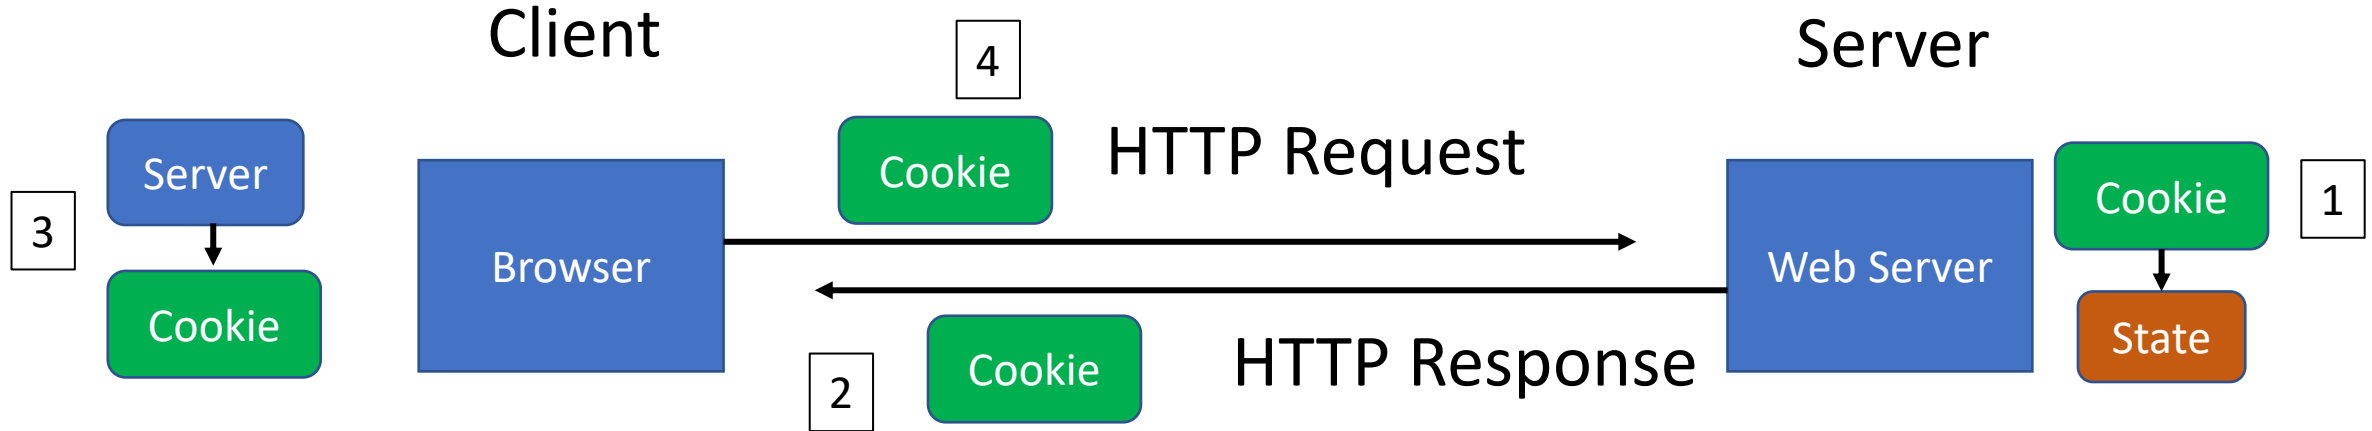 Client
4
Server
Server
Cookie
HTTP Request
Cookie
1
3
Browser
Web Server
Cookie
State
2
Cookie
HTTP Response